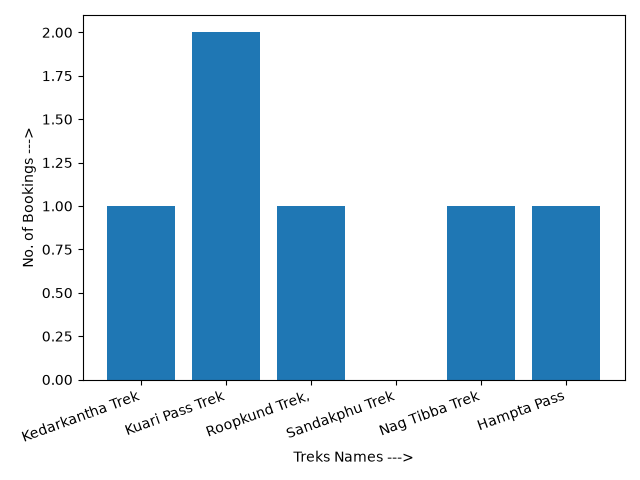 No. of Bookings --->
2.00
1.75
1.50
1.25
1.00
0.75
0.50
0.25
0.00
Kedarkantha Trek
Kuari Pass Trek
Roopkund Trek,
Sandakphu Trek
Nag Tibba Trek
Hampta Pass
Treks Names --->